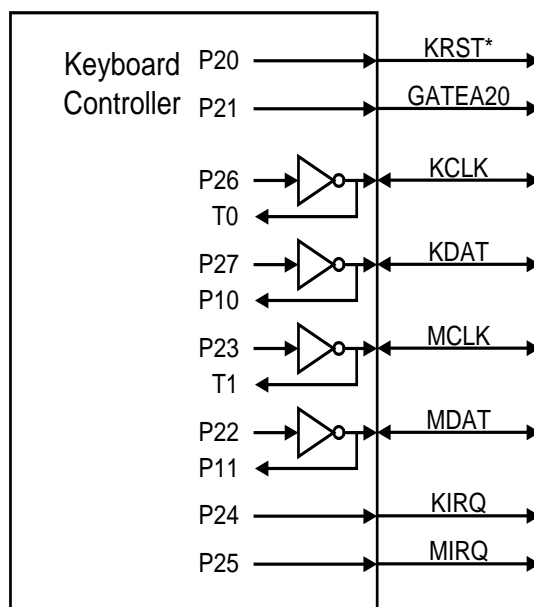 Keyboard
Controller
P20
KRST*
P21
GATEA20
P26
KCLK
T0
P27
KDAT
P10
P23
MCLK
T1
P22
MDAT
P11
P24
KIRQ
P25
MIRQ